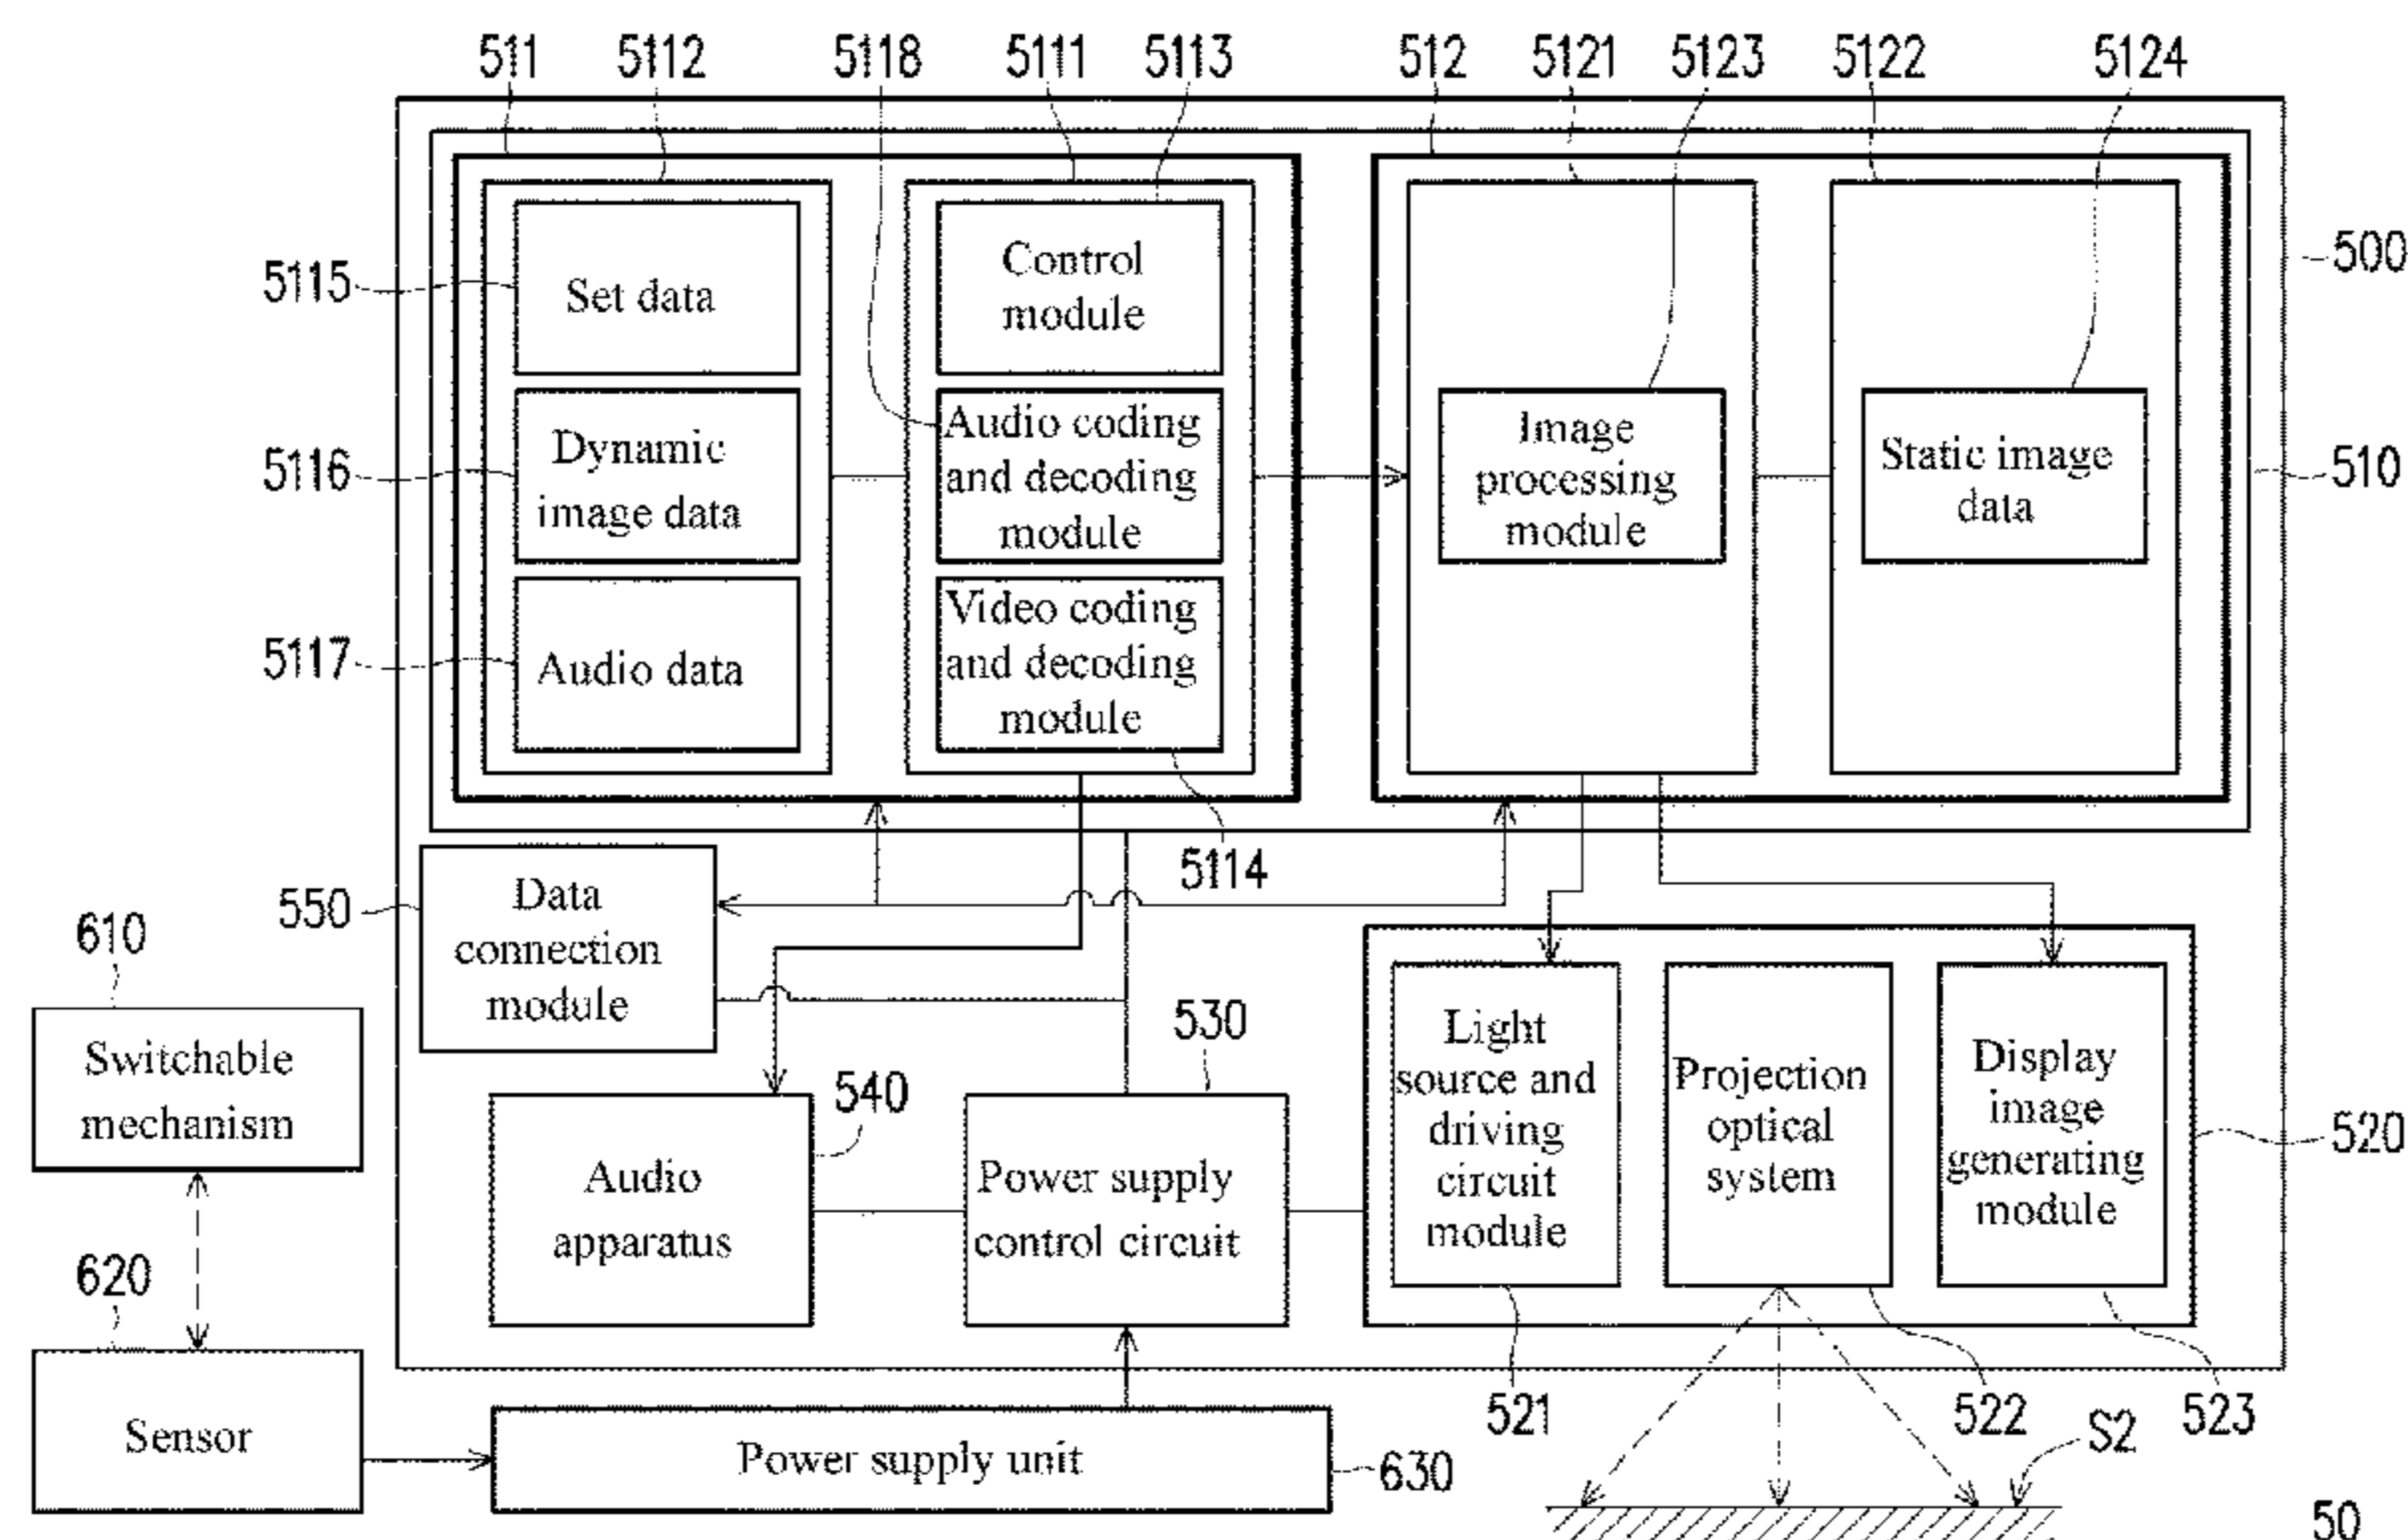 511 5112 5118 5111 5113 512 5121 5123 5122 5124
5115
Set data
Control
module
500
5116
Dynamic
image data
Audio coding
and decoding
module
Image
processing
module
Static image
data
510
5117
Audio data
Video coding
and decoding
module
5114
550
Data
connection
module
610
Switchable
mechanism
530
540
Audio
apparatus
Power supply
control circuit
Light
source and
driving
circuit
module
Projection
optical
system
Display
image
generating
module
520
620
Sensor
521 522 523
S2
Power supply unit
630
50